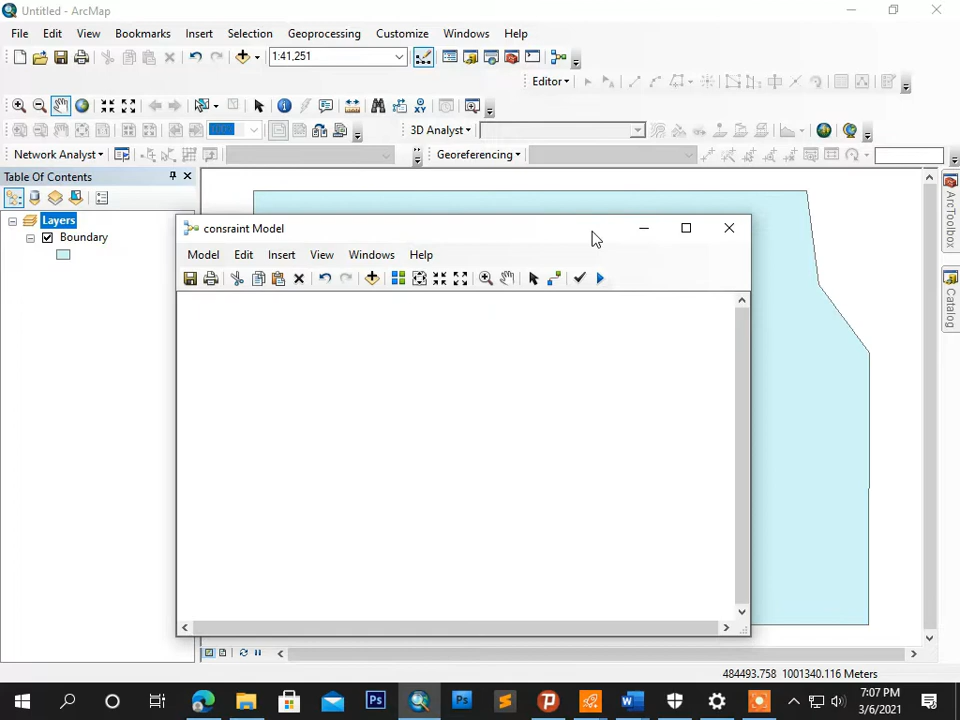 Untitled - ArcMap
File Edit View Bookmarks Insert Selection Geoprocessing Customize Windows Help
1:41,251
Editor
3D Analyst
Network Analyst Georeferencing
Table Of Contents
Layers
Boundary
consraint Model
Model Edit Insert View Windows Help
ArcToolbox
Catalog
484493.758 1001340.116 Meters
Ps Ps
7:07 PM
3/6/2021